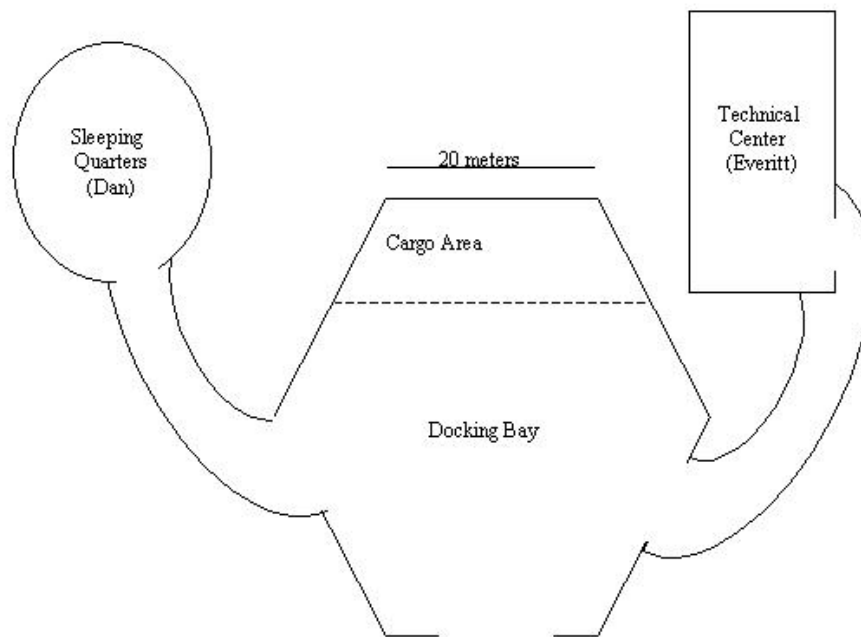 Sleeping
Quarters
(Dan)
Technical
Center
(Everitt)
20 meters
Cargo Area
Docking Bay